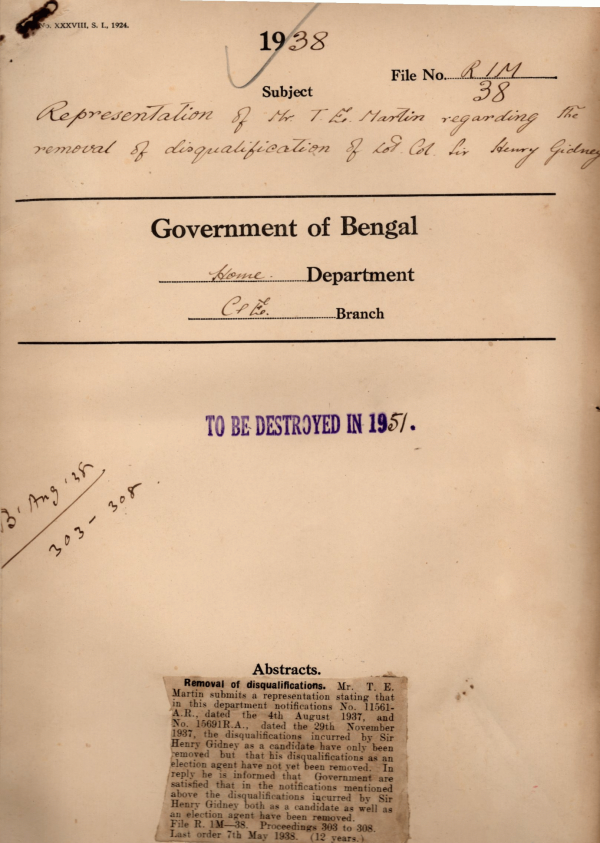 No. XXXVIII, S. I., 1924.
1938
File No. R 1M
38
Subject
Representation of Mr. T. E. Martin regarding the
removal of disqualification of Lt. Col. Sir Henry Gidney
Government of Bengal
Home Department
C & E. Branch
TO BE DESTROYED IN 1951.
B' Aug '38
303 - 308
Abstracts.
Removal of disqualifications. Mr. T. E.
Martin submits a representation stating that
in this department notifications No. 11561-
A.R., dated the 4th August 1937, and
No. 15691R.A., dated the 29th November
1937, the disqualifications incurred by Sir
Henry Gidney as a candidate have only been
removed but that his disqualifications as an
election agent have not yet been removed. In
reply he is informed that Government are
satisfied that in the notifications mentioned
above the disqualifications incurred by Sir
Henry Gidney both as a candidate as well as
an election agent have been removed.
File R. 1M—38. Proceedings 303 to 308.
Last order 7th May 1938. (12 years.)